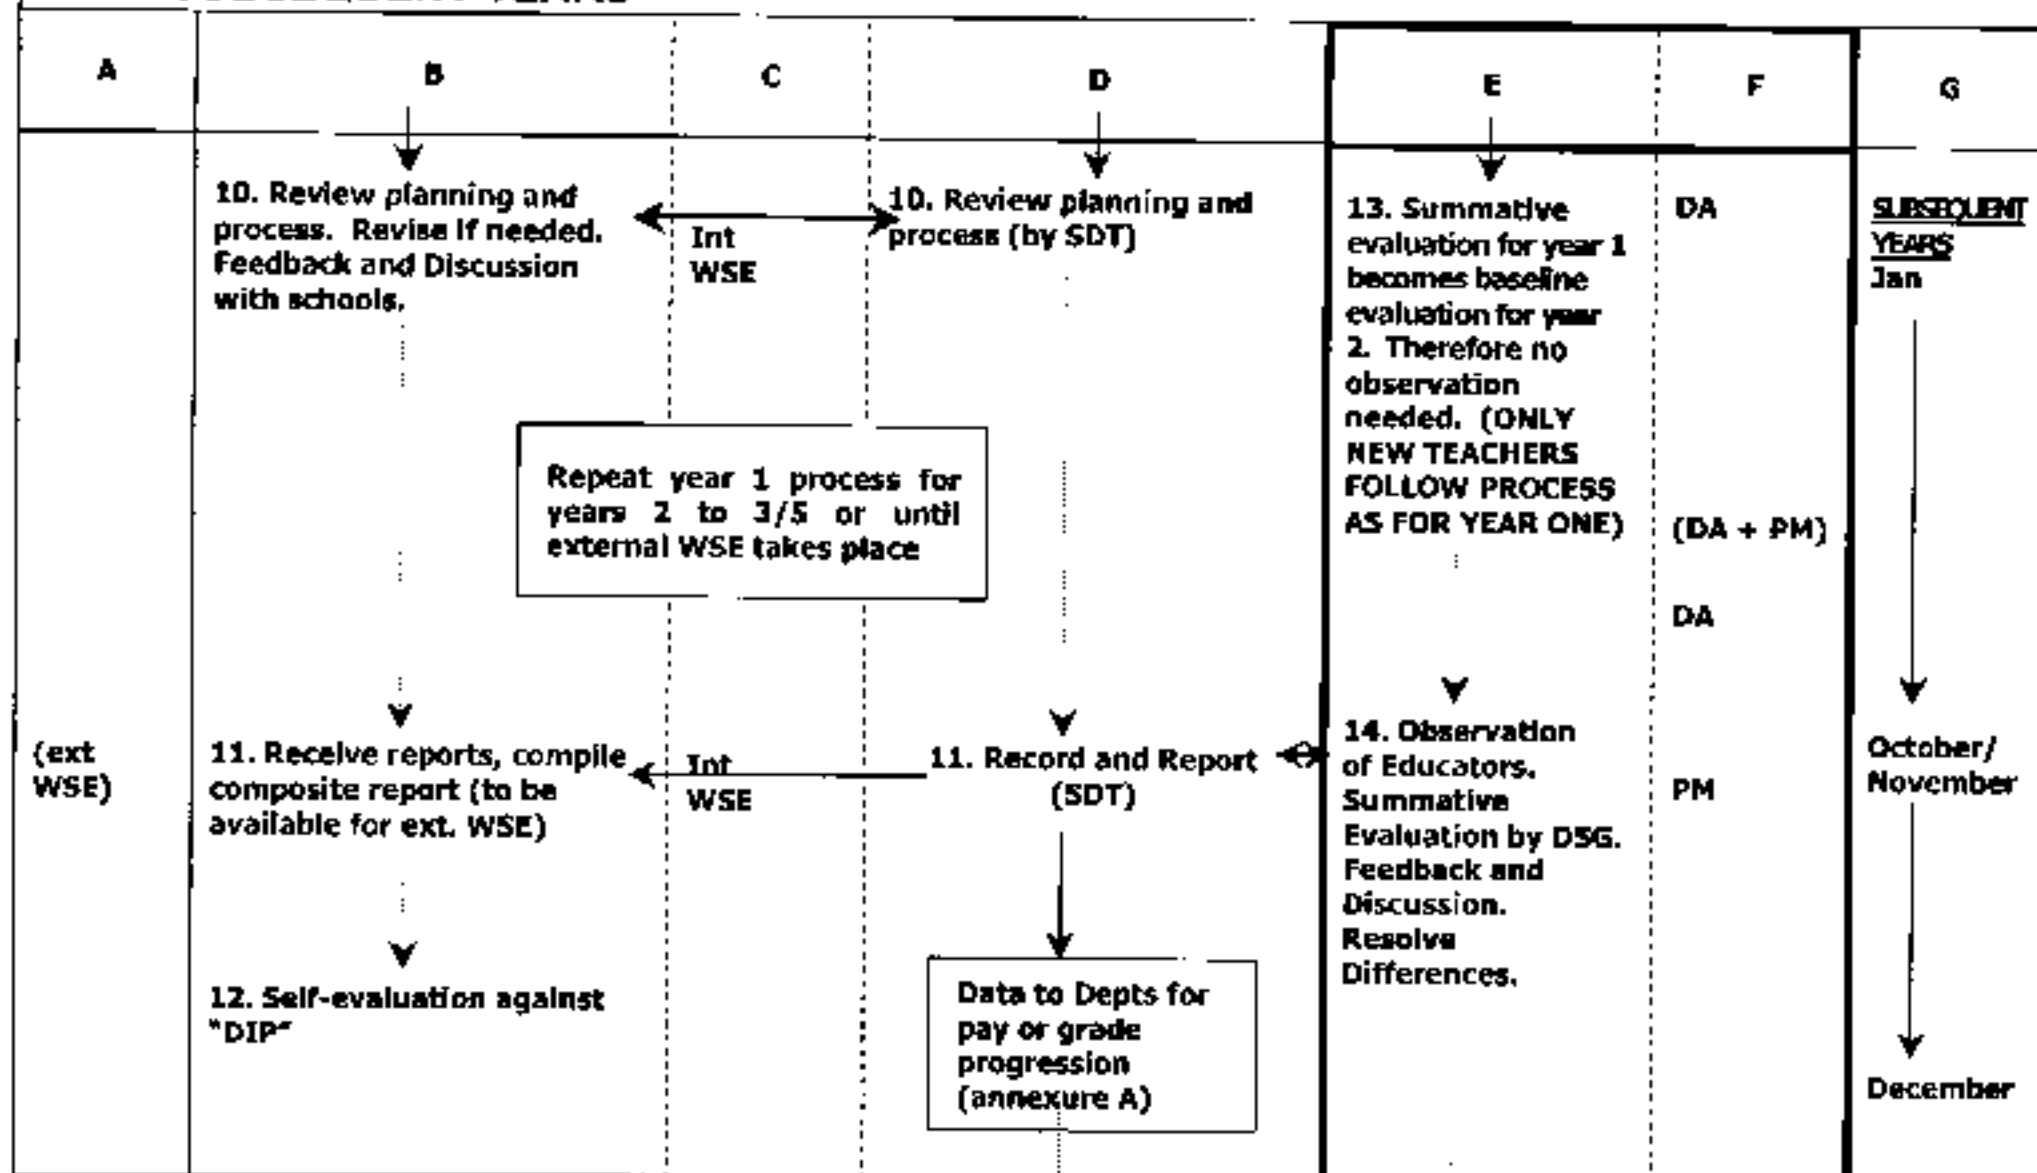 A
B
C
D
E
F
G
10. Review planning and
process. Revise if needed.
Feedback and Discussion
with schools.
Int
WSE
10. Review planning and
process (by SDT)
13. Summative
evaluation for year 1
becomes baseline
evaluation for year
2. Therefore no
observation
needed. (ONLY
NEW TEACHERS
FOLLOW PROCESS
AS FOR YEAR ONE)
DA
(DA + PM)
DA
SUBSEQUENT
YEARS
Jan
Repeat year 1 process for
years 2 to 3/5 or until
external WSE takes place
(ext
WSE)
11. Receive reports, compile
composite report (to be
available for ext. WSE)
Int
WSE
11. Record and Report
(SDT)
14. Observation
of Educators.
Summative
Evaluation by DSG.
Feedback and
Discussion.
Resolve
Differences.
PM
October/
November
12. Self-evaluation against
"DIP"
Data to Depts for
pay or grade
progression
(annexure A)
December